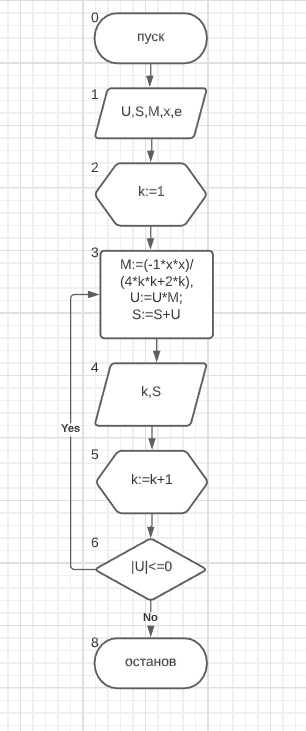 0
пуск
1
U,S,M,x,e
2
k:=1
3
M:=(-1*x*x)/
(4*k*k+2*k),
U:=U*M;
S:=S+U
4
k,S
Yes
5
k:=k+1
6
|U|<=0
No
8
останов